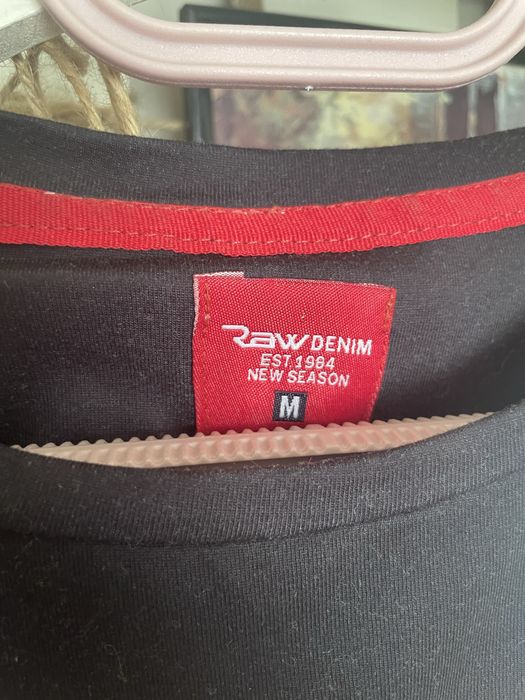 Raw DENIM
EST 1984
NEW SEASON
M